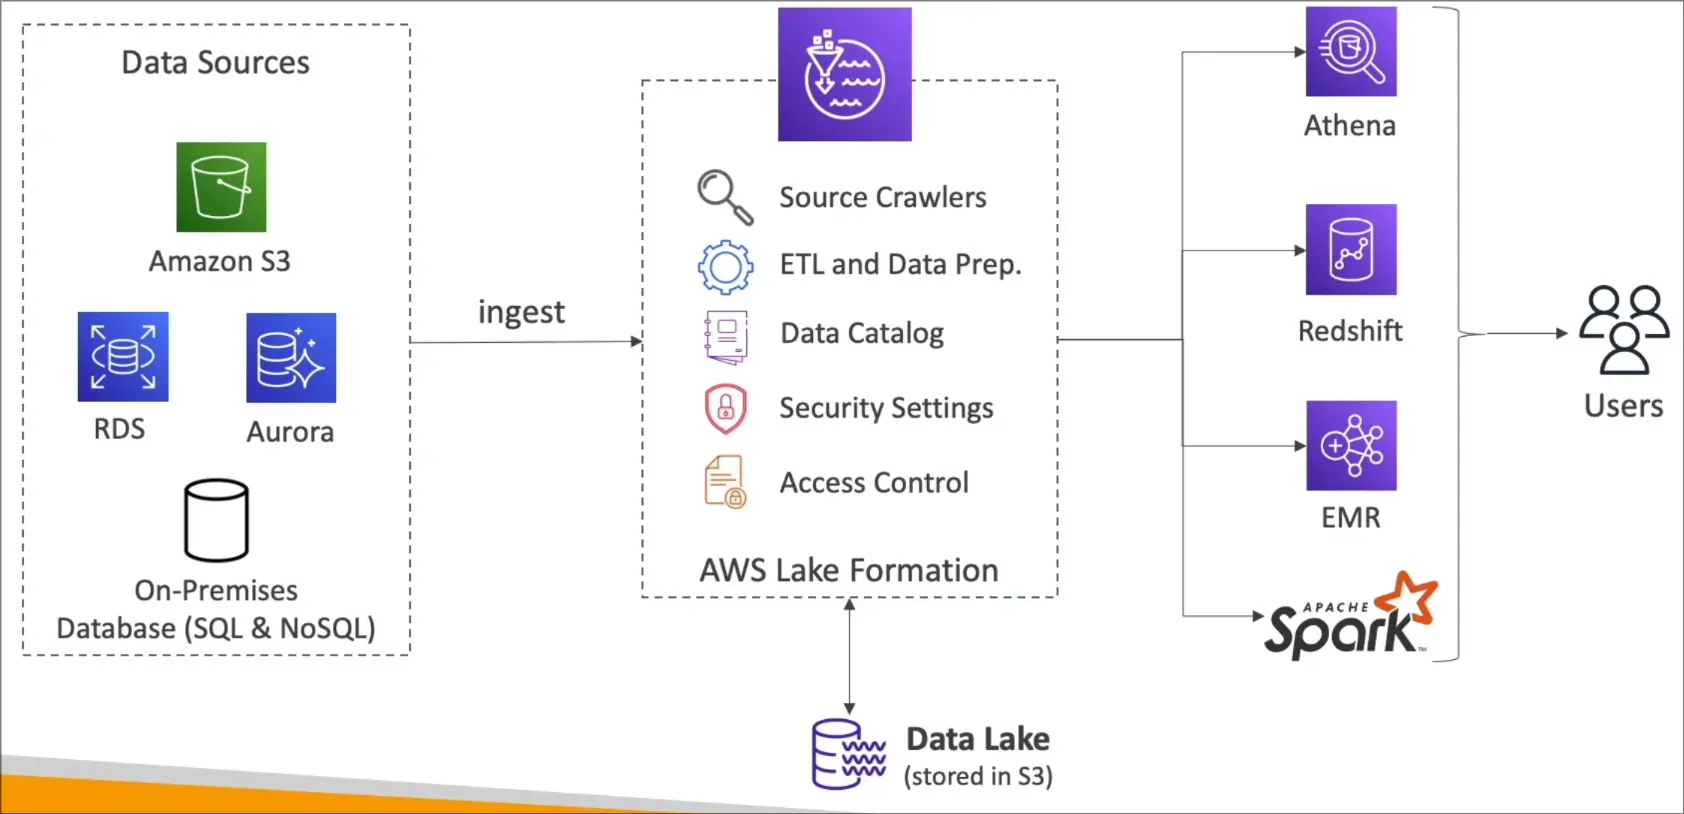 Data Sources
Amazon S3
RDS
Aurora
On-Premises
Database (SQL & NoSQL)
ingest
Source Crawlers
ETL and Data Prep.
Data Catalog
Security Settings
Access Control
AWS Lake Formation
Data Lake
(stored in S3)
Athena
Redshift
EMR
APACHE
Spark™
Users